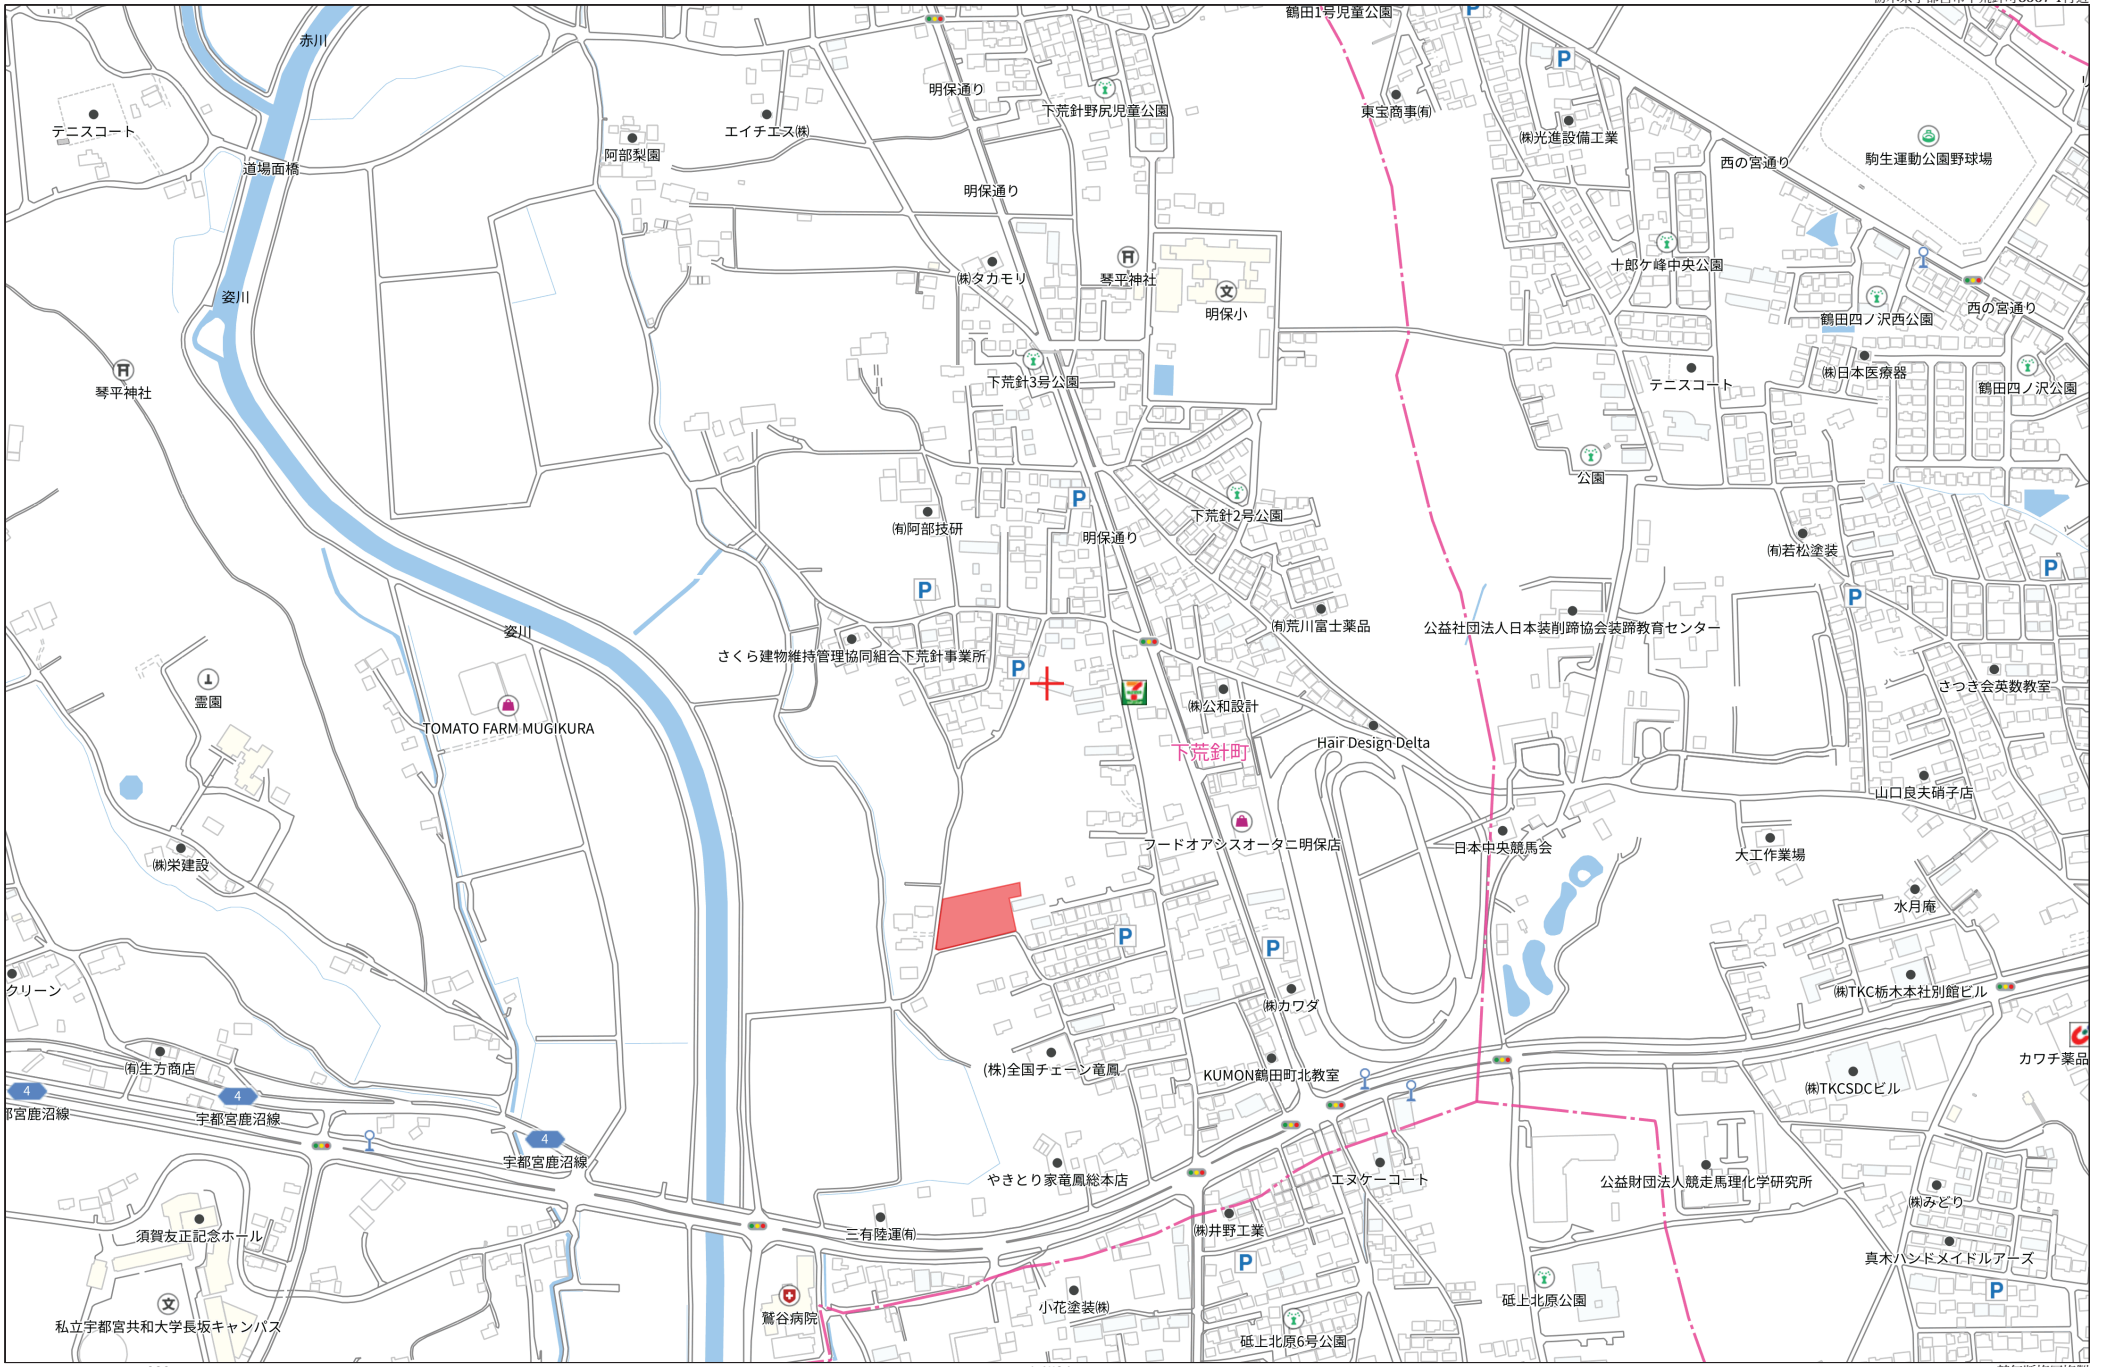 鶴田1号児童公園
P
赤川
P
明保通り
下荒針野尻児童公園
東宝商事㈲
㈱光進設備工業
テニスコート
エイチエス㈱
阿部梨園
西の宮通り
駒生運動公園野球場
道場面橋
明保通り
十郎ケ峰中央公園
㈱タカモリ
琴平神社
文
明保小
姿川
鶴田四ノ沢西公園
西の宮通り
琴平神社
下荒針3号公園
テニスコート
㈱日本医療器
鶴田四ノ沢公園
公園
P
㈲阿部技研
明保通り
下荒針2号公園
㈲若松塗装
P
P
P
姿川
㈲荒川富士薬品
公益社団法人日本装削蹄協会装蹄教育センター
さくら建物維持管理協同組合下荒針事業所
P
さつき会英数教室
霊園
TOMATO FARM MUGIKURA
7
㈱公和設計
下荒針町
Hair Design Delta
山口良夫硝子店
㈱栄建設
フードオアシスオータニ明保店
日本中央競馬会
大工作業場
水月庵
P
P
クリーン
㈱カワダ
㈱TKC栃木本社別館ビル
㈲生方商店
(株)全国チェーン竜鳳
KUMON鶴田町北教室
カワチ薬品
㈱TKCSDCビル
4
都宮鹿沼線
4
宇都宮鹿沼線
4
宇都宮鹿沼線
やきとり家竜鳳総本店
エヌケーコート
公益財団法人競走馬理化学研究所
㈱みどり
須賀友正記念ホール
三有陸運㈲
㈱井野工業
P
真木ハンドメイドルアーズ
P
文
私立宇都宮共和大学長坂キャンパス
鷲谷病院
小花塗装㈱
砥上北原公園
砥上北原6号公園